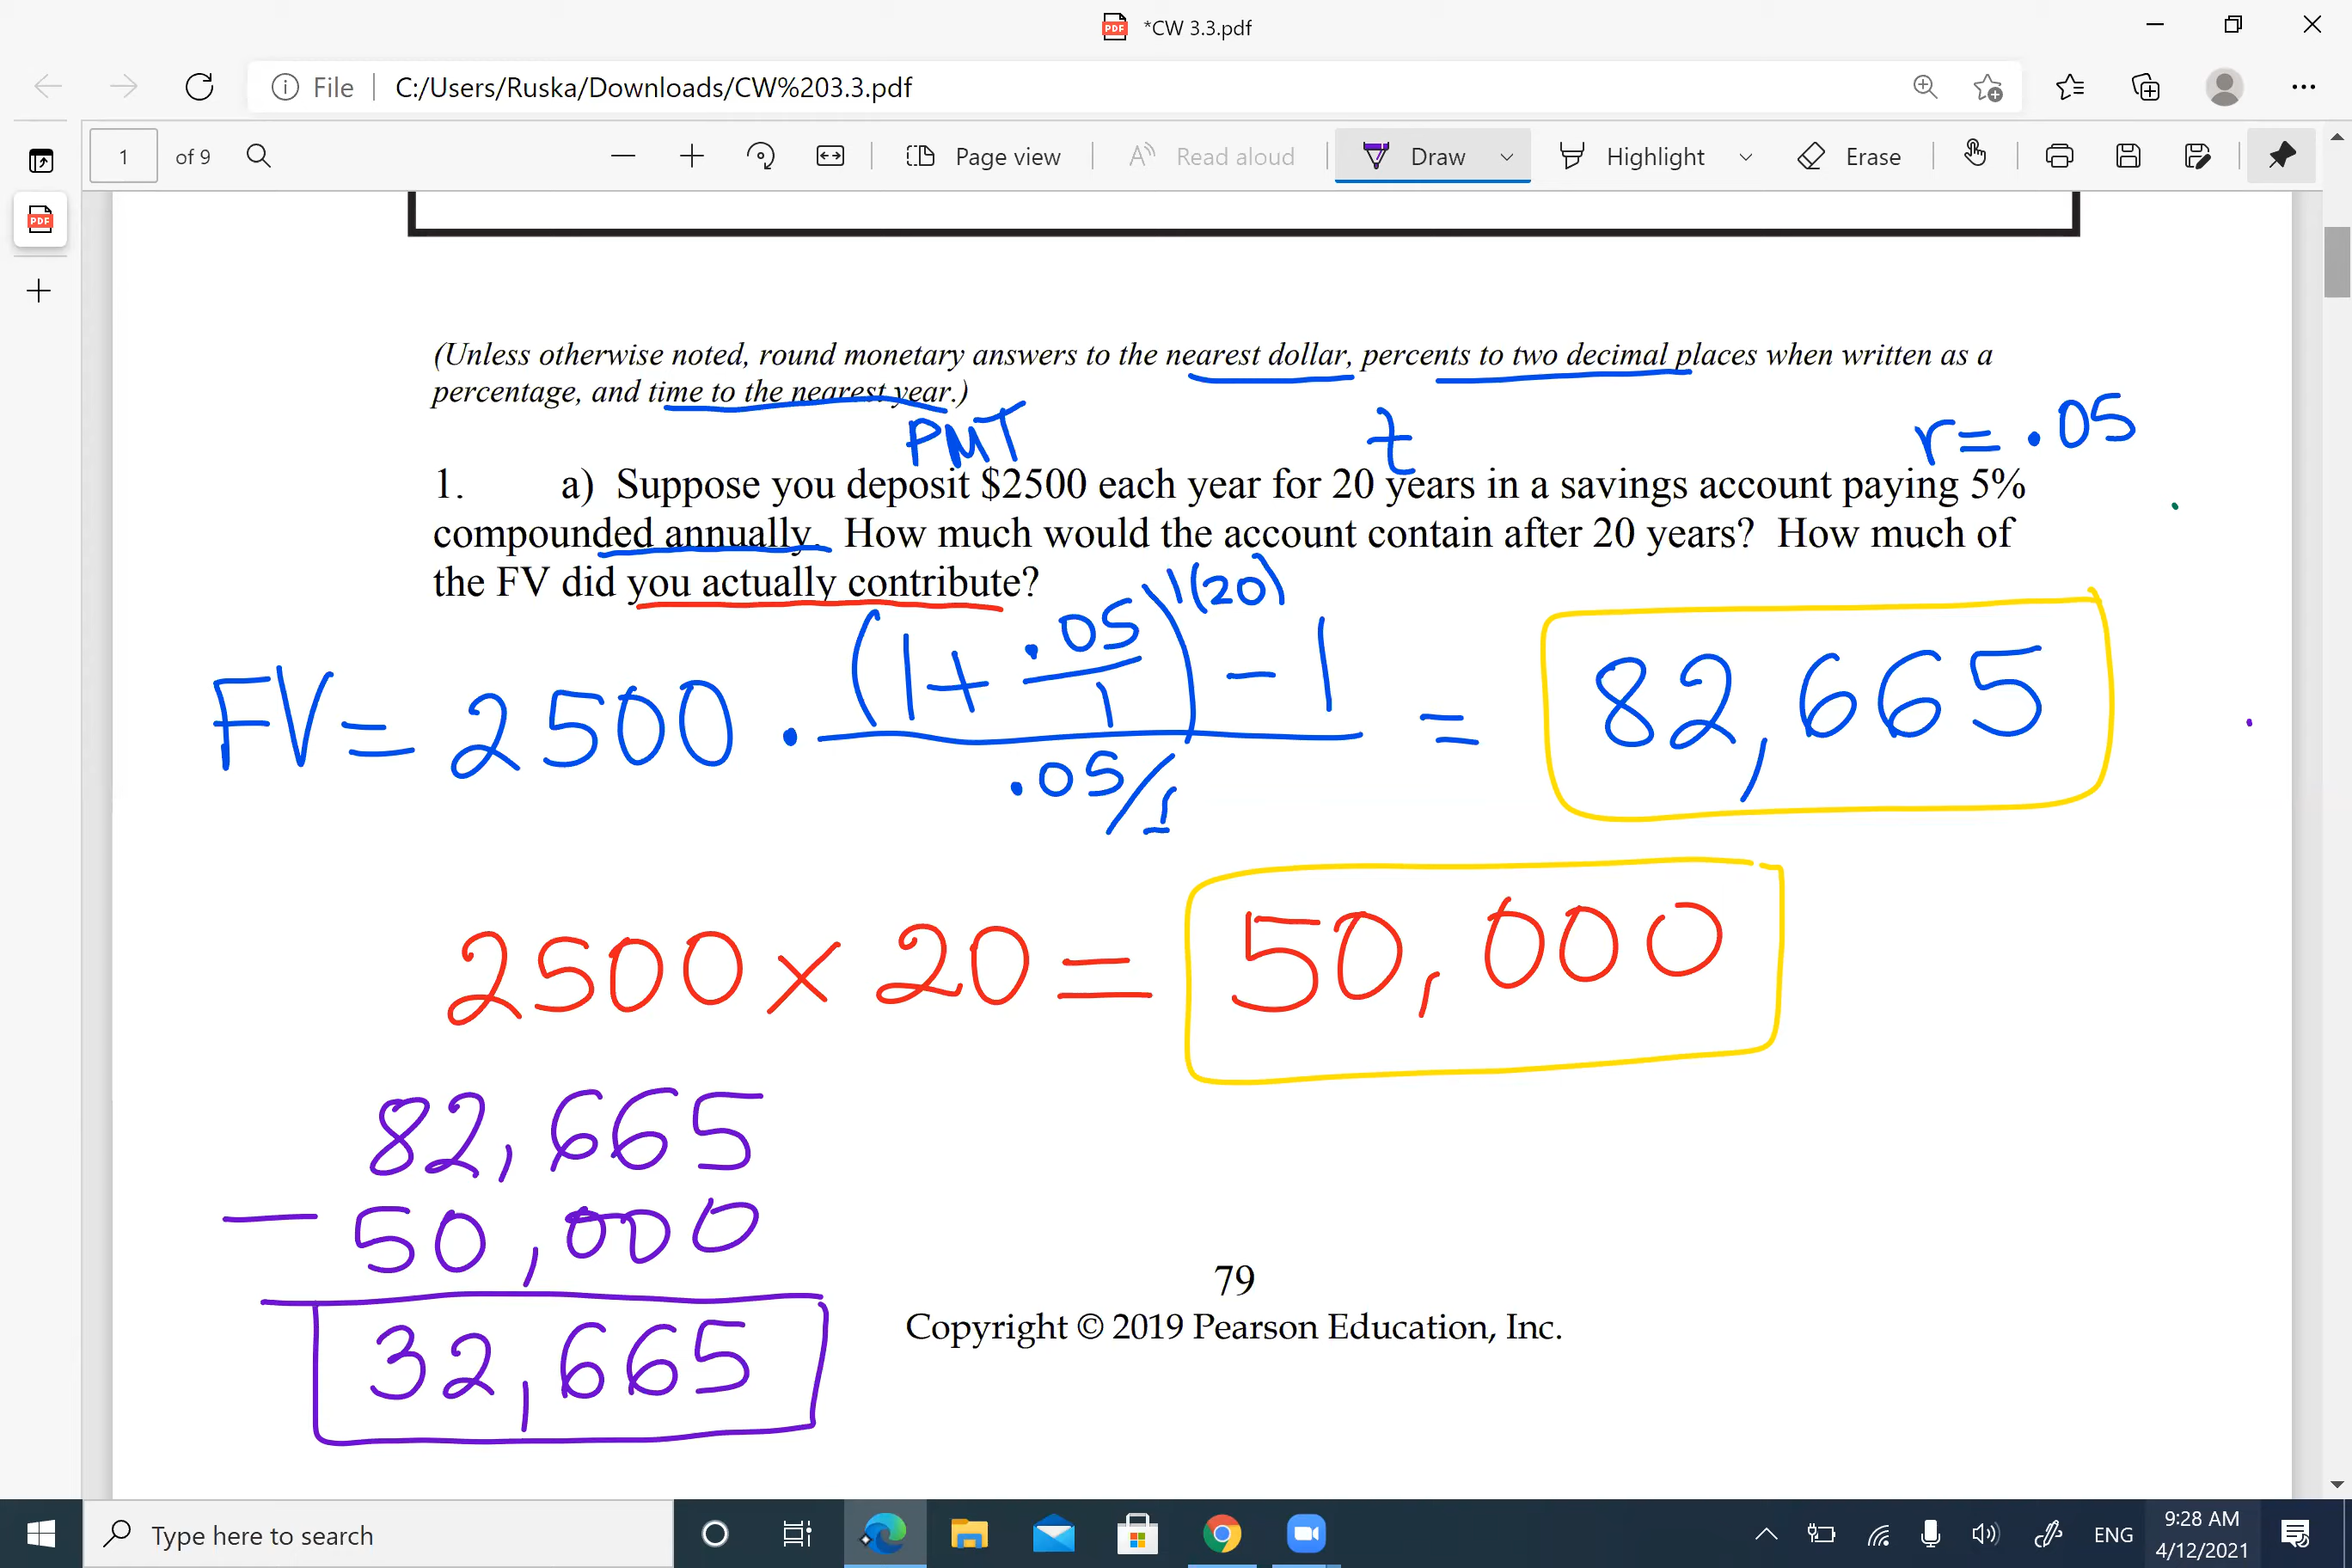 *CW 3.3.pdf
File C:/Users/Ruska/Downloads/CW%203.3.pdf
1 of 9 Page view Read aloud Draw Highlight Erase
(Unless otherwise noted, round monetary answers to the nearest dollar, percents to two decimal places when written as a
percentage, and time to the nearest year.)
PMT t r = .05
1. a) Suppose you deposit $2500 each year for 20 years in a savings account paying 5%
compounded annually. How much would the account contain after 20 years? How much of
the FV did you actually contribute?
FV = 2500 · ((1 + .05/1)^1(20) - 1)/(.05/1) = 82,665
2500 × 20 = 50,000
82,665
- 50,000
32,665
79
Copyright © 2019 Pearson Education, Inc.
Type here to search
ENG
9:28 AM
4/12/2021